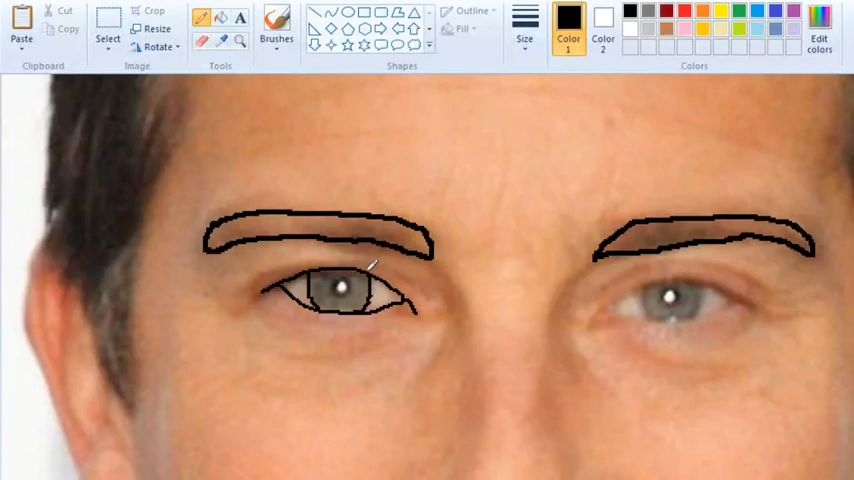 Cut
Copy
Paste
Clipboard
Select
Crop
Resize
Rotate
Image
A
Tools
Brushes
Shapes
Outline
Fill
Size
Color 1
Color 2
Edit colors
Colors